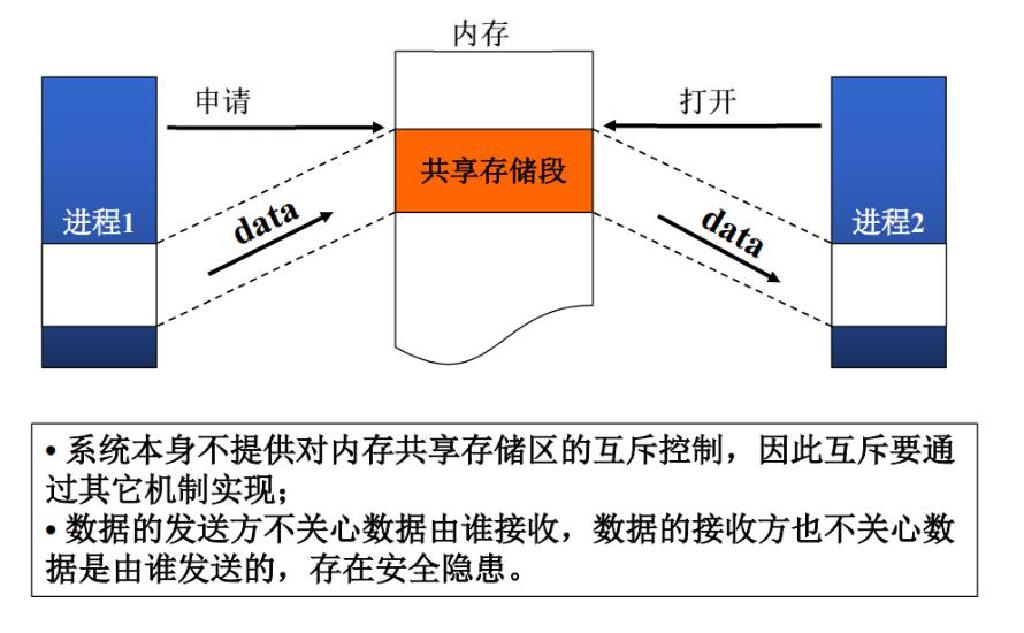 内存
申请
打开
共享存储段
进程1
data
data
进程2
• 系统本身不提供对内存共享存储区的互斥控制，因此互斥要通
过其它机制实现；
• 数据的发送方不关心数据由谁接收，数据的接收方也不关心数
据是由谁发送的，存在安全隐患。